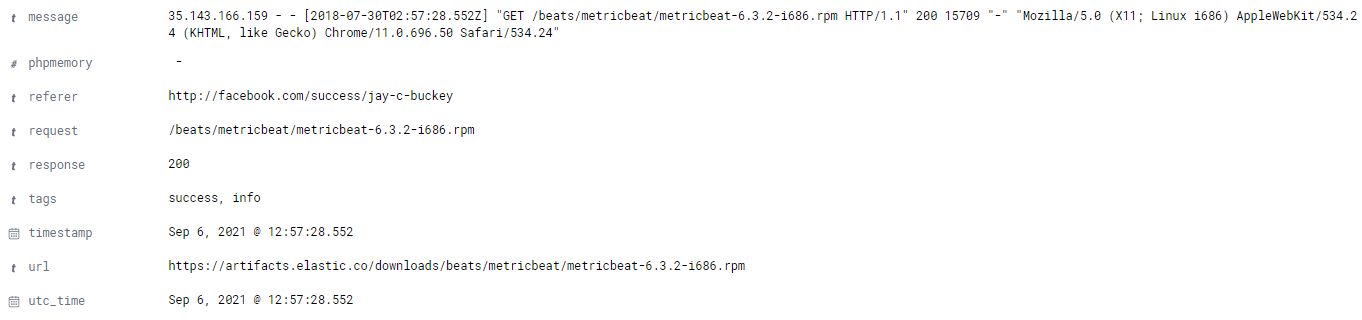 t message 35.143.166.159 - - [2018-07-30T02:57:28.552Z] "GET /beats/metricbeat/metricbeat-6.3.2-i686.rpm HTTP/1.1" 200 15709 "-" "Mozilla/5.0 (X11; Linux i686) AppleWebKit/534.2
4 (KHTML, like Gecko) Chrome/11.0.696.50 Safari/534.24"
# phpmemory -
t referer http://facebook.com/success/jay-c-buckey
t request /beats/metricbeat/metricbeat-6.3.2-i686.rpm
t response 200
t tags success, info
timestamp Sep 6, 2021 @ 12:57:28.552
t url https://artifacts.elastic.co/downloads/beats/metricbeat/metricbeat-6.3.2-i686.rpm
utc_time Sep 6, 2021 @ 12:57:28.552